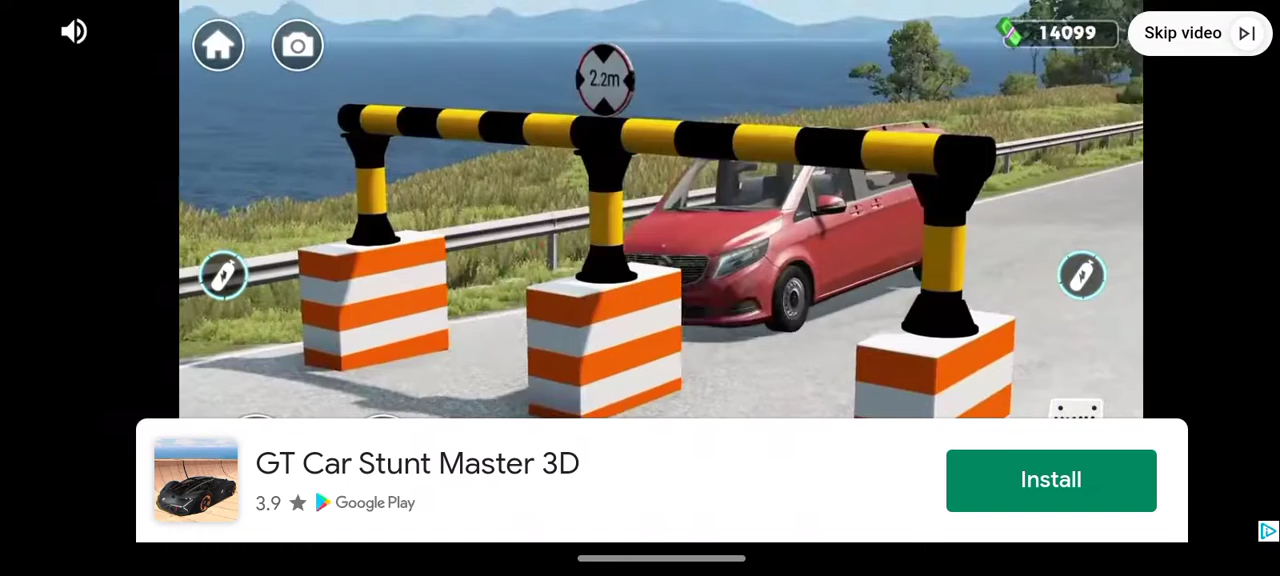 14099
Skip video
2.2m
GT Car Stunt Master 3D
3.9 ★ Google Play
Install